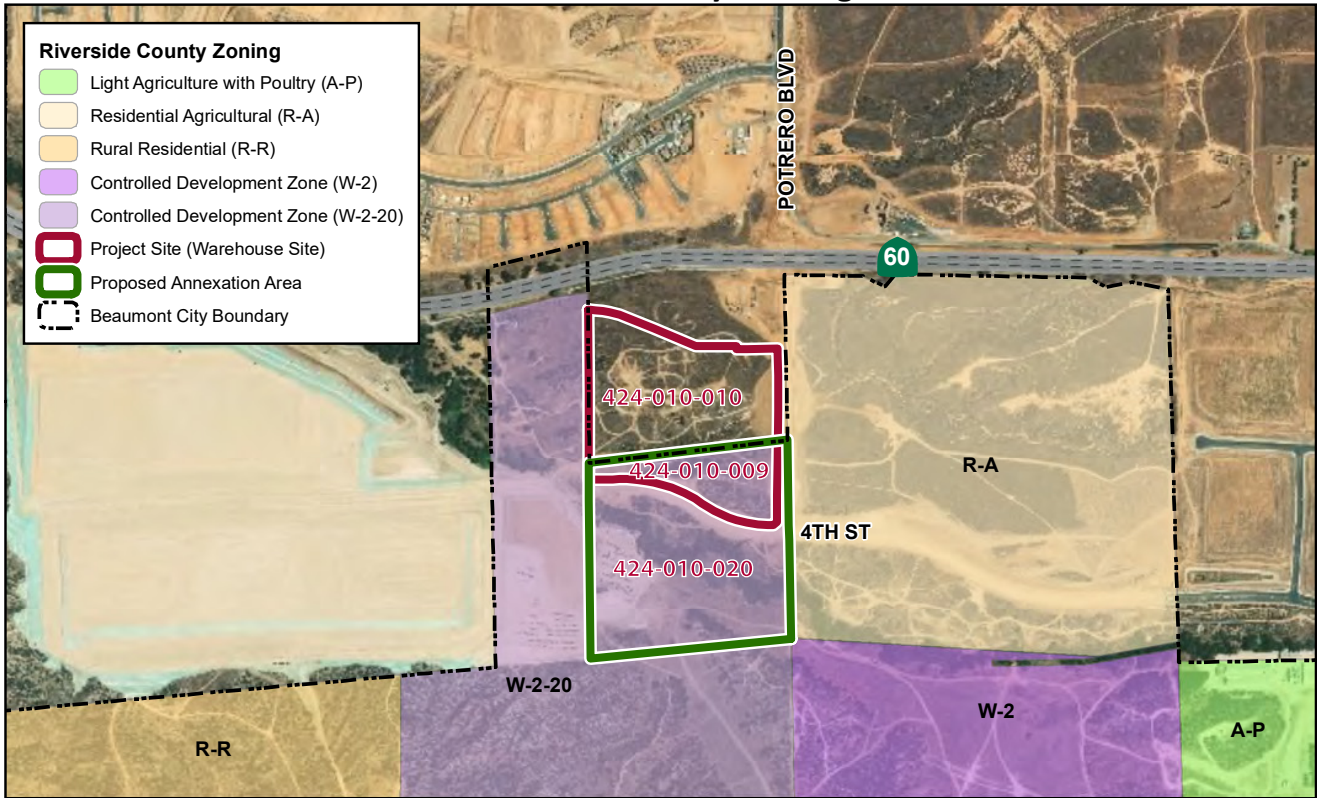 Riverside County Zoning
Light Agriculture with Poultry (A-P)
Residential Agricultural (R-A)
Rural Residential (R-R)
Controlled Development Zone (W-2)
Controlled Development Zone (W-2-20)
Project Site (Warehouse Site)
Proposed Annexation Area
Beaumont City Boundary
POTRERO BLVD
60
424-010-010
424-010-009
R-A
4TH ST
424-010-020
W-2-20
W-2
A-P
R-R